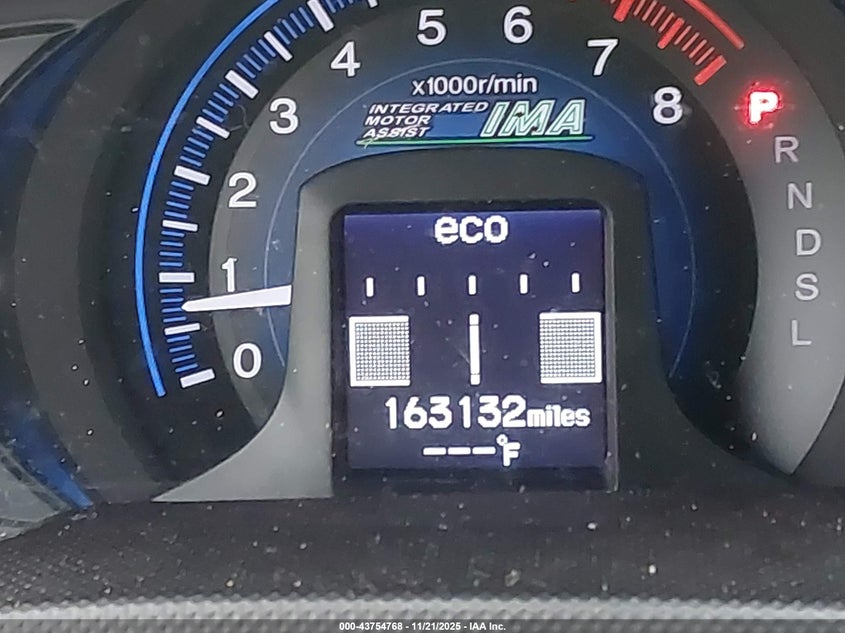 5 6
4 7
x1000r/min
3 8
INTEGRATED
MOTOR
ASSIST
IMA
P
R
N
D
S
L
2
1
0
eco
163132miles
---°F
000-43754768 - 11/21/2025 - IAA Inc.